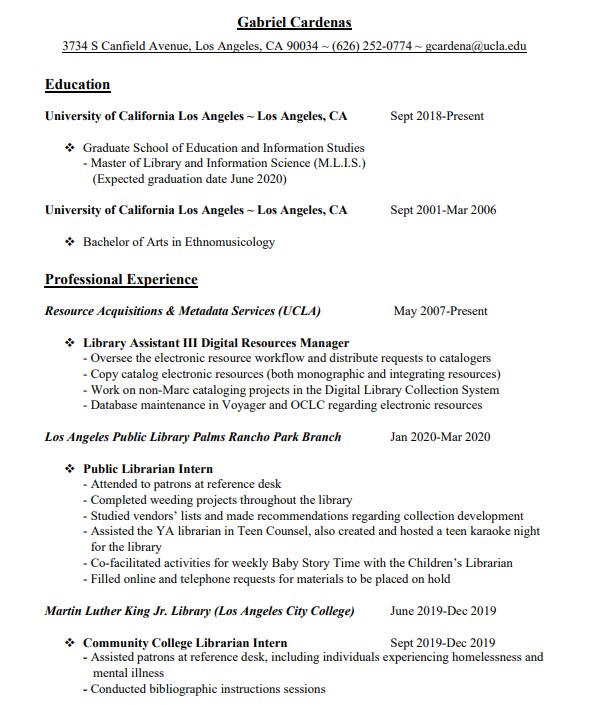 Gabriel Cardenas
3734 S Canfield Avenue, Los Angeles, CA 90034 ~ (626) 252-0774 ~ gcardena@ucla.edu
Education
University of California Los Angeles ~ Los Angeles, CA Sept 2018-Present
❖ Graduate School of Education and Information Studies
- Master of Library and Information Science (M.L.I.S.)
(Expected graduation date June 2020)
University of California Los Angeles ~ Los Angeles, CA Sept 2001-Mar 2006
❖ Bachelor of Arts in Ethnomusicology
Professional Experience
Resource Acquisitions & Metadata Services (UCLA) May 2007-Present
❖ Library Assistant III Digital Resources Manager
- Oversee the electronic resource workflow and distribute requests to catalogers
- Copy catalog electronic resources (both monographic and integrating resources)
- Work on non-Marc cataloging projects in the Digital Library Collection System
- Database maintenance in Voyager and OCLC regarding electronic resources
Los Angeles Public Library Palms Rancho Park Branch Jan 2020-Mar 2020
❖ Public Librarian Intern
- Attended to patrons at reference desk
- Completed weeding projects throughout the library
- Studied vendors' lists and made recommendations regarding collection development
- Assisted the YA librarian in Teen Counsel, also created and hosted a teen karaoke night
for the library
- Co-facilitated activities for weekly Baby Story Time with the Children's Librarian
- Filled online and telephone requests for materials to be placed on hold
Martin Luther King Jr. Library (Los Angeles City College) June 2019-Dec 2019
❖ Community College Librarian Intern Sept 2019-Dec 2019
- Assisted patrons at reference desk, including individuals experiencing homelessness and
mental illness
- Conducted bibliographic instructions sessions